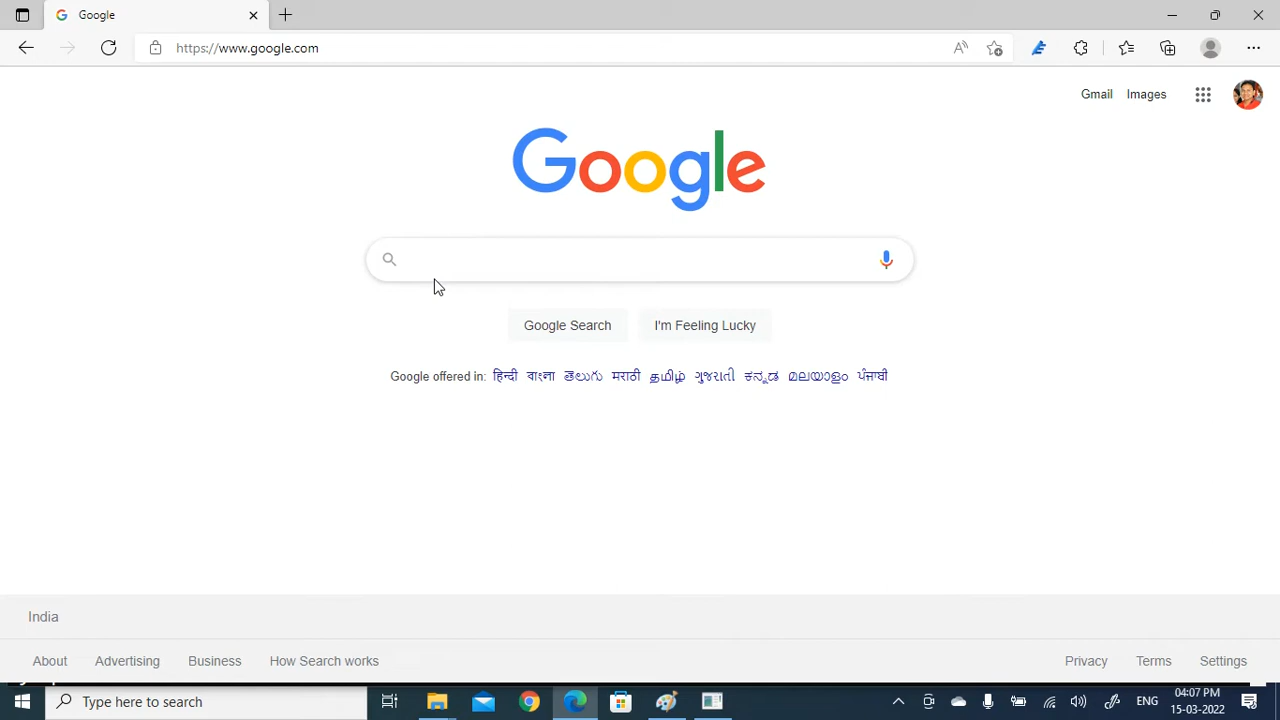 Google
https://www.google.com
Gmail Images
Google
Google Search I'm Feeling Lucky
Google offered in: हिन्दी বাংলা తెలుగు मराठी தமிழ் ગુજરાતી ಕನ್ನಡ മലയാളം ਪੰਜਾਬੀ
India
About Advertising Business How Search works Privacy Terms Settings
Type here to search
ENG
04:07 PM
15-03-2022